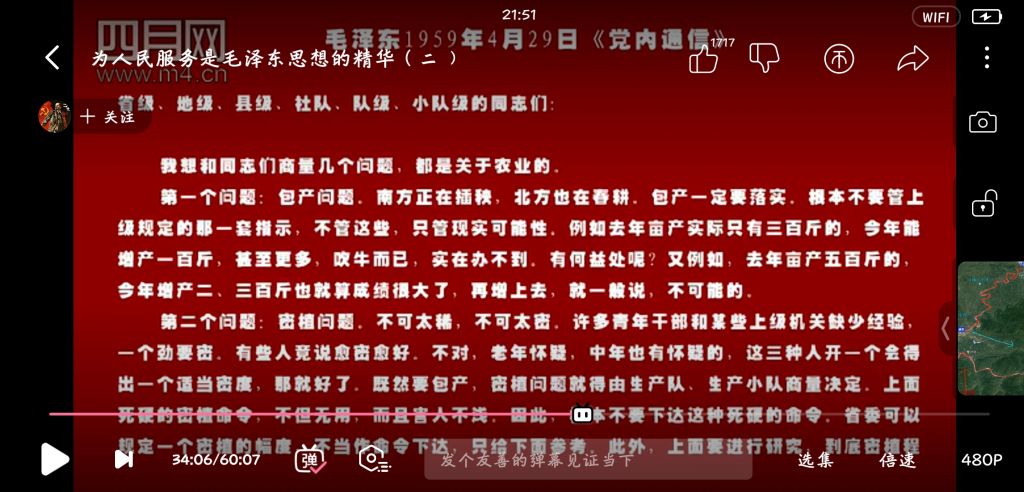 21:51
WIFI
四月网
毛泽东1959年4月29日《党内通信》
为人民服务是毛泽东思想的精华（二）
1717
www.m4.cn
省级、地级、县级、社队、队级、小队级的同志们：
＋ 关注
我想和同志们商量几个问题，都是关于农业的。
第一个问题：包产问题。南方正在插秧，北方也在春耕。包产一定要落实。根本不要管上
级规定的那一套指示，不管这些，只管现实可能性。例如去年亩产实际只有三百斤的，今年能
增产一百斤，甚至更多，吹牛而已，实在办不到。有何益处呢？又例如，去年亩产五百斤的，
今年增产二、三百斤也就算成绩很大了，再增上去，就一般说，不可能的。
第二个问题：密植问题。不可太稀，不可太密。许多青年干部和某些上级机关缺少经验，
一个劲要密。有些人竟说愈密愈好。不对，老年怀疑，中年也有怀疑的，这三种人开一个会得
出一个适当密度，那就好了。既然要包产，密植问题就得由生产队、生产小队商量决定。上面
死硬的密植命令，不但无用，而且害人不浅。因此，本不要下达这种死硬的命令。省委可以
规定一个密植的幅度，不当作命令下达，只给下面参考。此外，上面要进行研究，到底密植程
34:06/60:07
弹
发个友善的弹幕见证当下
选集
倍速
480P